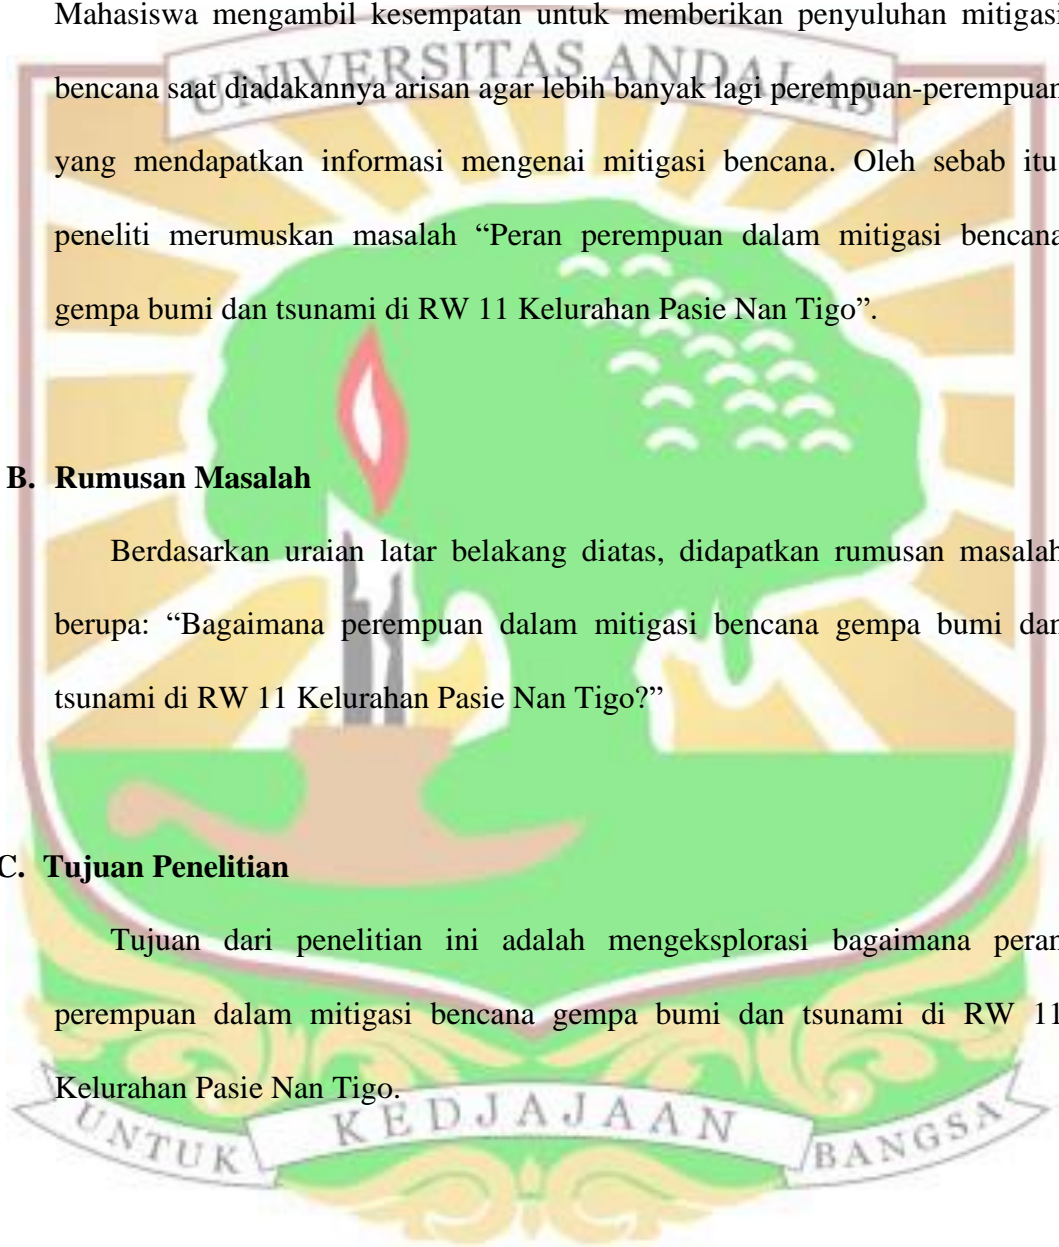 Mahasiswa mengambil kesempatan untuk memberikan penyuluhan mitigasi
UNIVERSITAS ANDALAS
bencana saat diadakannya arisan agar lebih banyak lagi perempuan-perempuan
yang mendapatkan informasi mengenai mitigasi bencana. Oleh sebab itu
peneliti merumuskan masalah “Peran perempuan dalam mitigasi bencana
gempa bumi dan tsunami di RW 11 Kelurahan Pasie Nan Tigo”.
B. Rumusan Masalah
Berdasarkan uraian latar belakang diatas, didapatkan rumusan masalah
berupa: “Bagaimana perempuan dalam mitigasi bencana gempa bumi dan
tsunami di RW 11 Kelurahan Pasie Nan Tigo?”
C. Tujuan Penelitian
Tujuan dari penelitian ini adalah mengeksplorasi bagaimana peran
perempuan dalam mitigasi bencana gempa bumi dan tsunami di RW 11
Kelurahan Pasie Nan Tigo.
UNTUK KEDJAJAAN BANGSA